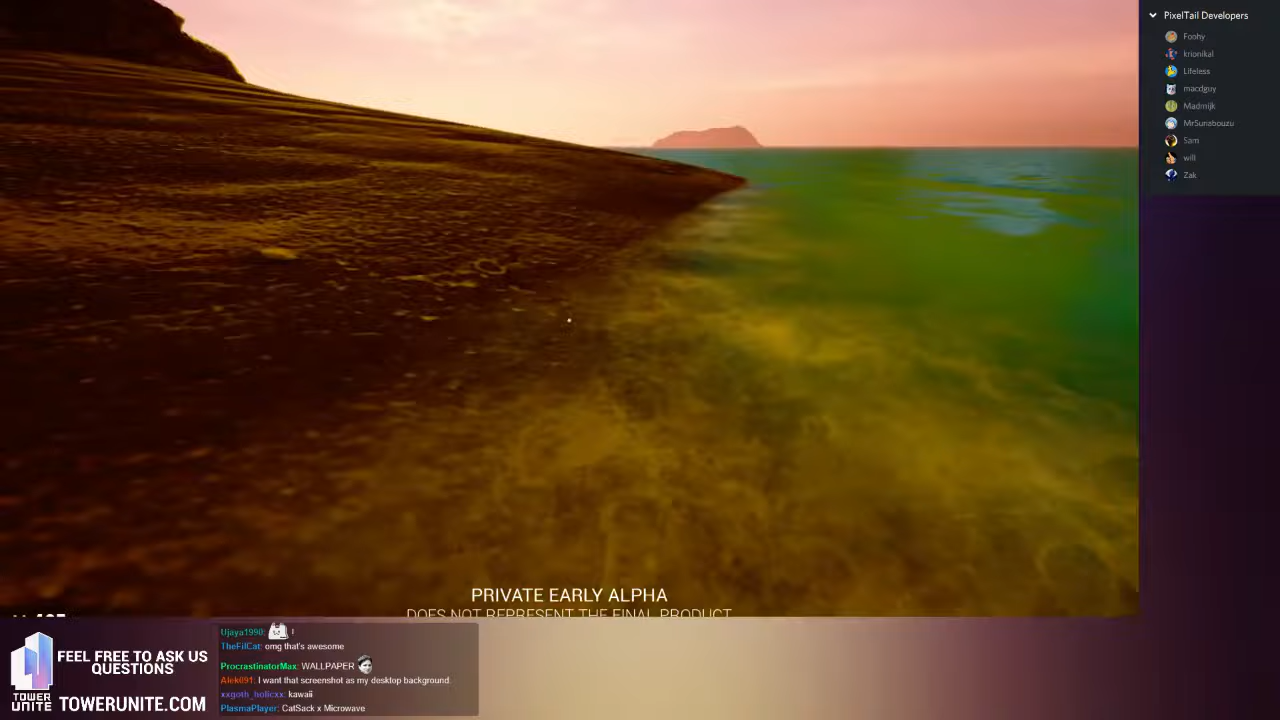 PixelTail Developers
Foohy
krionikal
Lifeless
macdguy
Madmijk
MrSunabouzu
Sam
will
Zak
PRIVATE EARLY ALPHA
DOES NOT REPRESENT THE FINAL PRODUCT
FEEL FREE TO ASK US
QUESTIONS
TOWER
UNITE
TOWERUNITE.COM
Ujaya1990: !
TheFilCat: omg that's awesome
ProcrastinatorMax: WALLPAPER
Alek091: I want that screenshot as my desktop background.
xxgoth_holicxx: kawaii
PlasmaPlayer: CatSack x Microwave